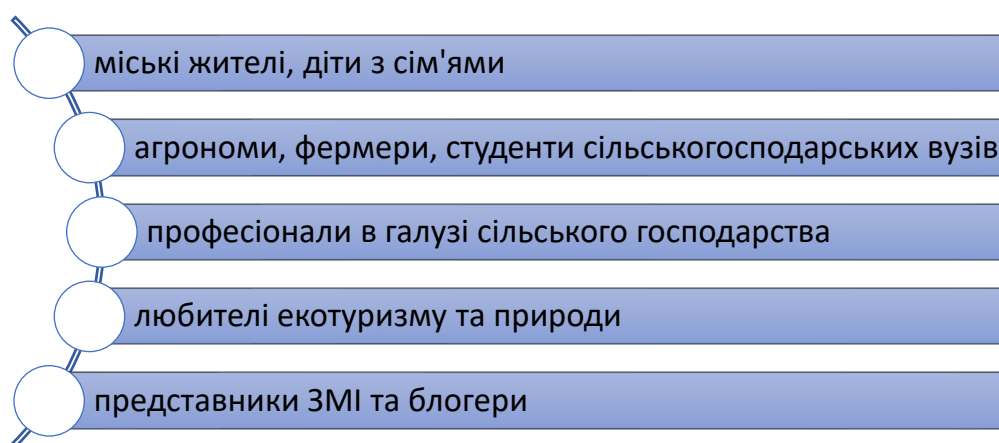 міські жителі, діти з сім'ями
агрономи, фермери, студенти сільськогосподарських вузів
професіонали в галузі сільського господарства
любителі екотуризму та природи
представники ЗМІ та блогери